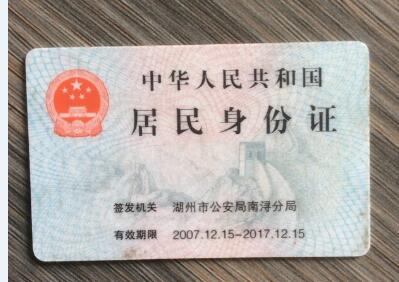 中华人民共和国
居民身份证
签发机关 湖州市公安局南浔分局
有效期限 2007.12.15-2017.12.15